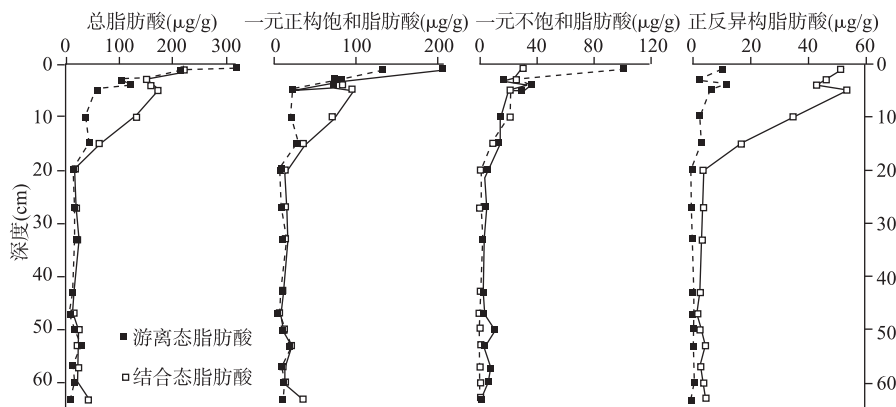 总脂肪酸(μg/g)
一元正构饱和脂肪酸(μg/g)
一元不饱和脂肪酸(μg/g)
正反异构脂肪酸(μg/g)
0 100 200 300
0 100 200
0 40 80 120
0 20 40 60
0
10
20
30
40
50
60
深度(cm)
游离态脂肪酸
结合态脂肪酸
0
10
20
30
40
50
60